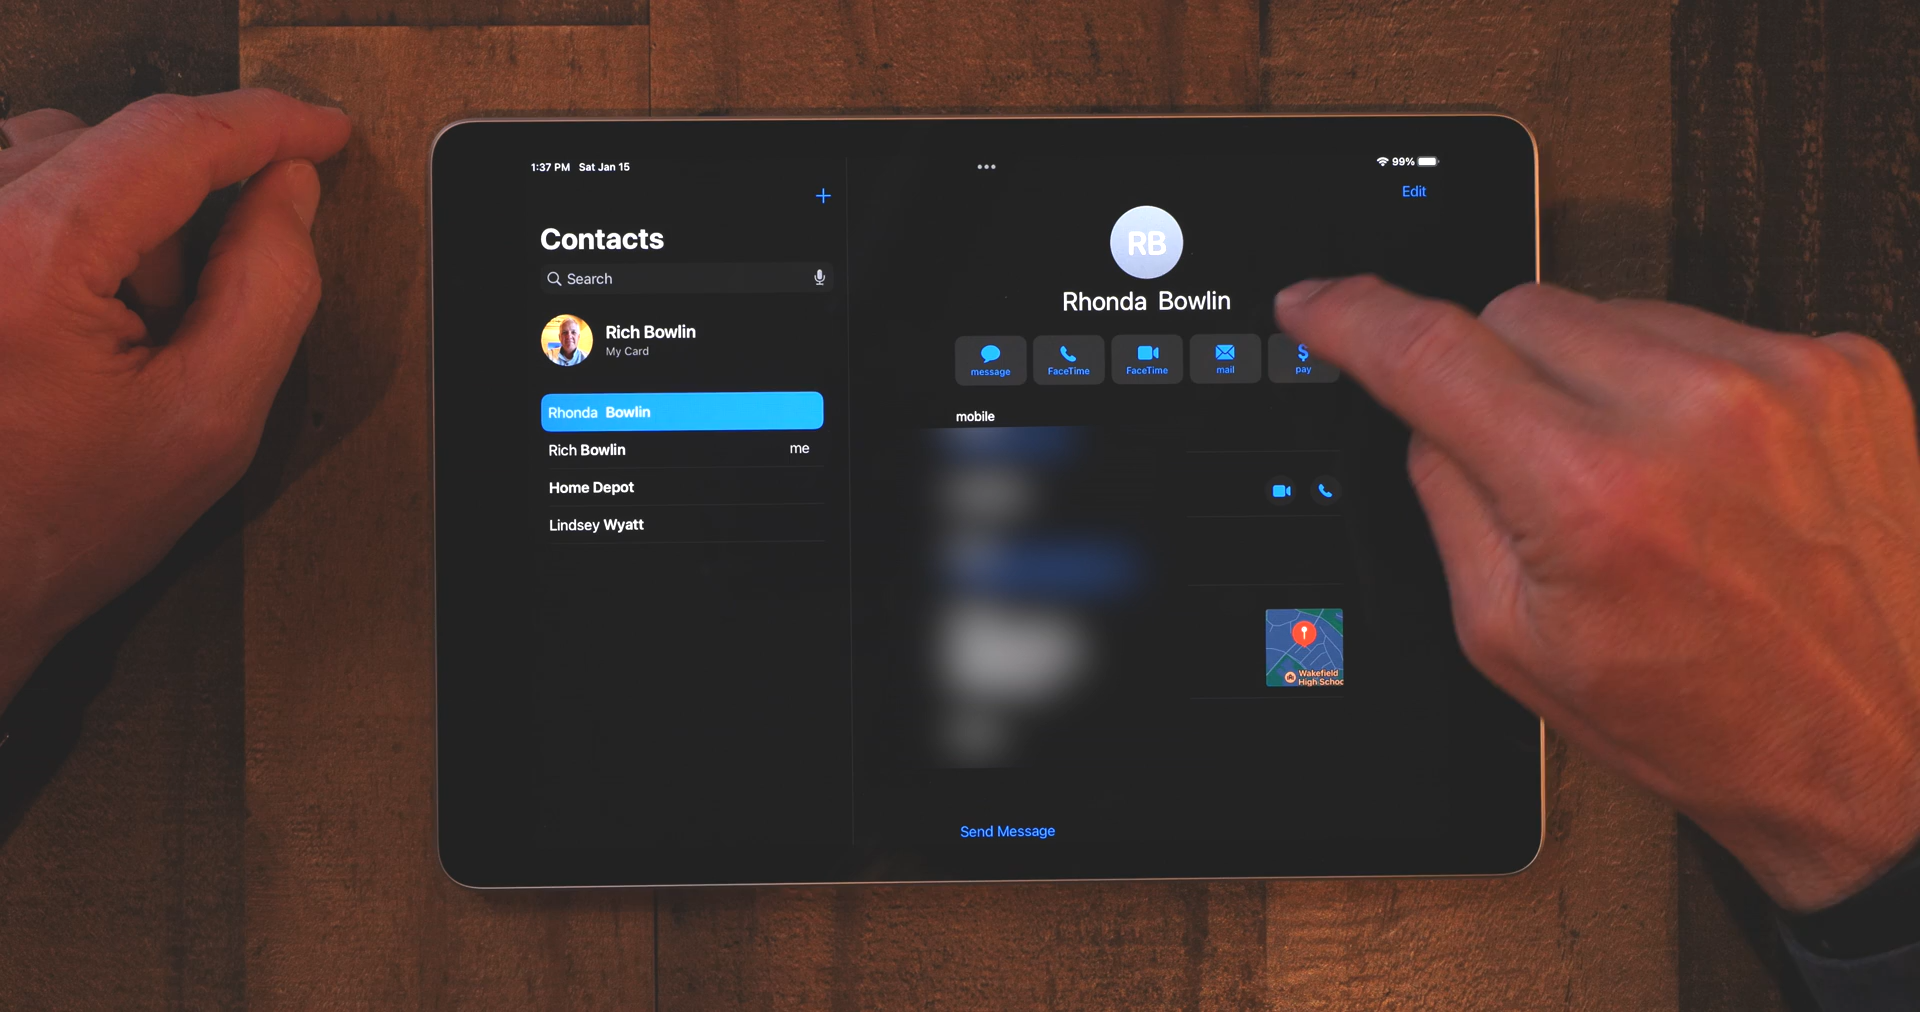 1:37 PM Sat Jan 15
99%
Edit
Contacts
Search
Rich Bowlin
My Card
Rhonda Bowlin
Rich Bowlin me
Home Depot
Lindsey Wyatt
RB
Rhonda Bowlin
message
FaceTime
FaceTime
mail
pay
mobile
Wakefield
High Schoo
Send Message